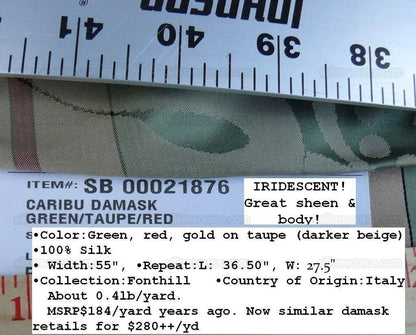 JOHNSON
41 40 39 38
ITEM#: SB 00021876
CARIBU DAMASK
GREEN/TAUPE/RED
IRIDESCENT!
Great sheen &
body!
•Color:Green, red, gold on taupe (darker beige)
•100% Silk
• Width:55", •Repeat:L: 36.50", W: 27.5"
•Collection:Fonthill •Country of Origin:Italy
About 0.4lb/yard.
MSRP$184/yard years ago. Now similar damask
retails for $280++/yd